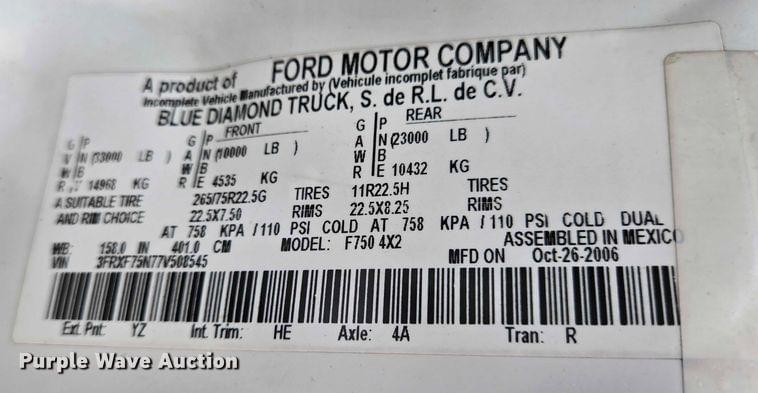 A product of FORD MOTOR COMPANY
Incomplete Vehicle Manufactured by (Vehicule incomplet fabrique par)
BLUE DIAMOND TRUCK, S. de R.L. de C.V.
FRONT REAR
G P G P G P
V N (33000 LB ) A N (10000 LB ) A N (23000 LB )
W B W B W B
R 14968 KG R E 4535 KG R E 10432 KG
A SUITABLE TIRE 265/75R22.5G TIRES 11R22.5H TIRES
AND RIM CHOICE 22.5X7.50 RIMS 22.5X8.25 RIMS
AT 758 KPA / 110 PSI COLD AT 758 KPA / 110 PSI COLD DUAL
WB: 158.0 IN 401.0 CM MODEL: F750 4X2 ASSEMBLED IN MEXICO
VIN 3FRXF75N77V508545 MFD ON Oct-26-2006
Ext. Pnt: YZ Int. Trim: HE Axle: 4A Tran: R
Purple Wave Auction